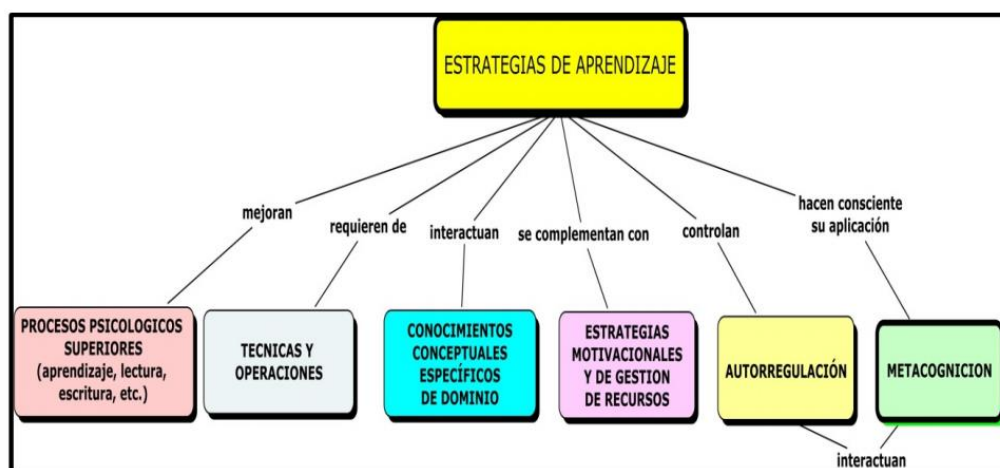 ESTRATEGIAS DE APRENDIZAJE
mejoran
requieren de
interactuan
se complementan con
controlan
hacen consciente
su aplicación
PROCESOS PSICOLOGICOS
SUPERIORES
(aprendizaje, lectura,
escritura, etc.)
TECNICAS Y
OPERACIONES
CONOCIMIENTOS
CONCEPTUALES
ESPECÍFICOS
DE DOMINIO
ESTRATEGIAS
MOTIVACIONALES
Y DE GESTION
DE RECURSOS
AUTORREGULACIÓN
METACOGNICION
interactuan